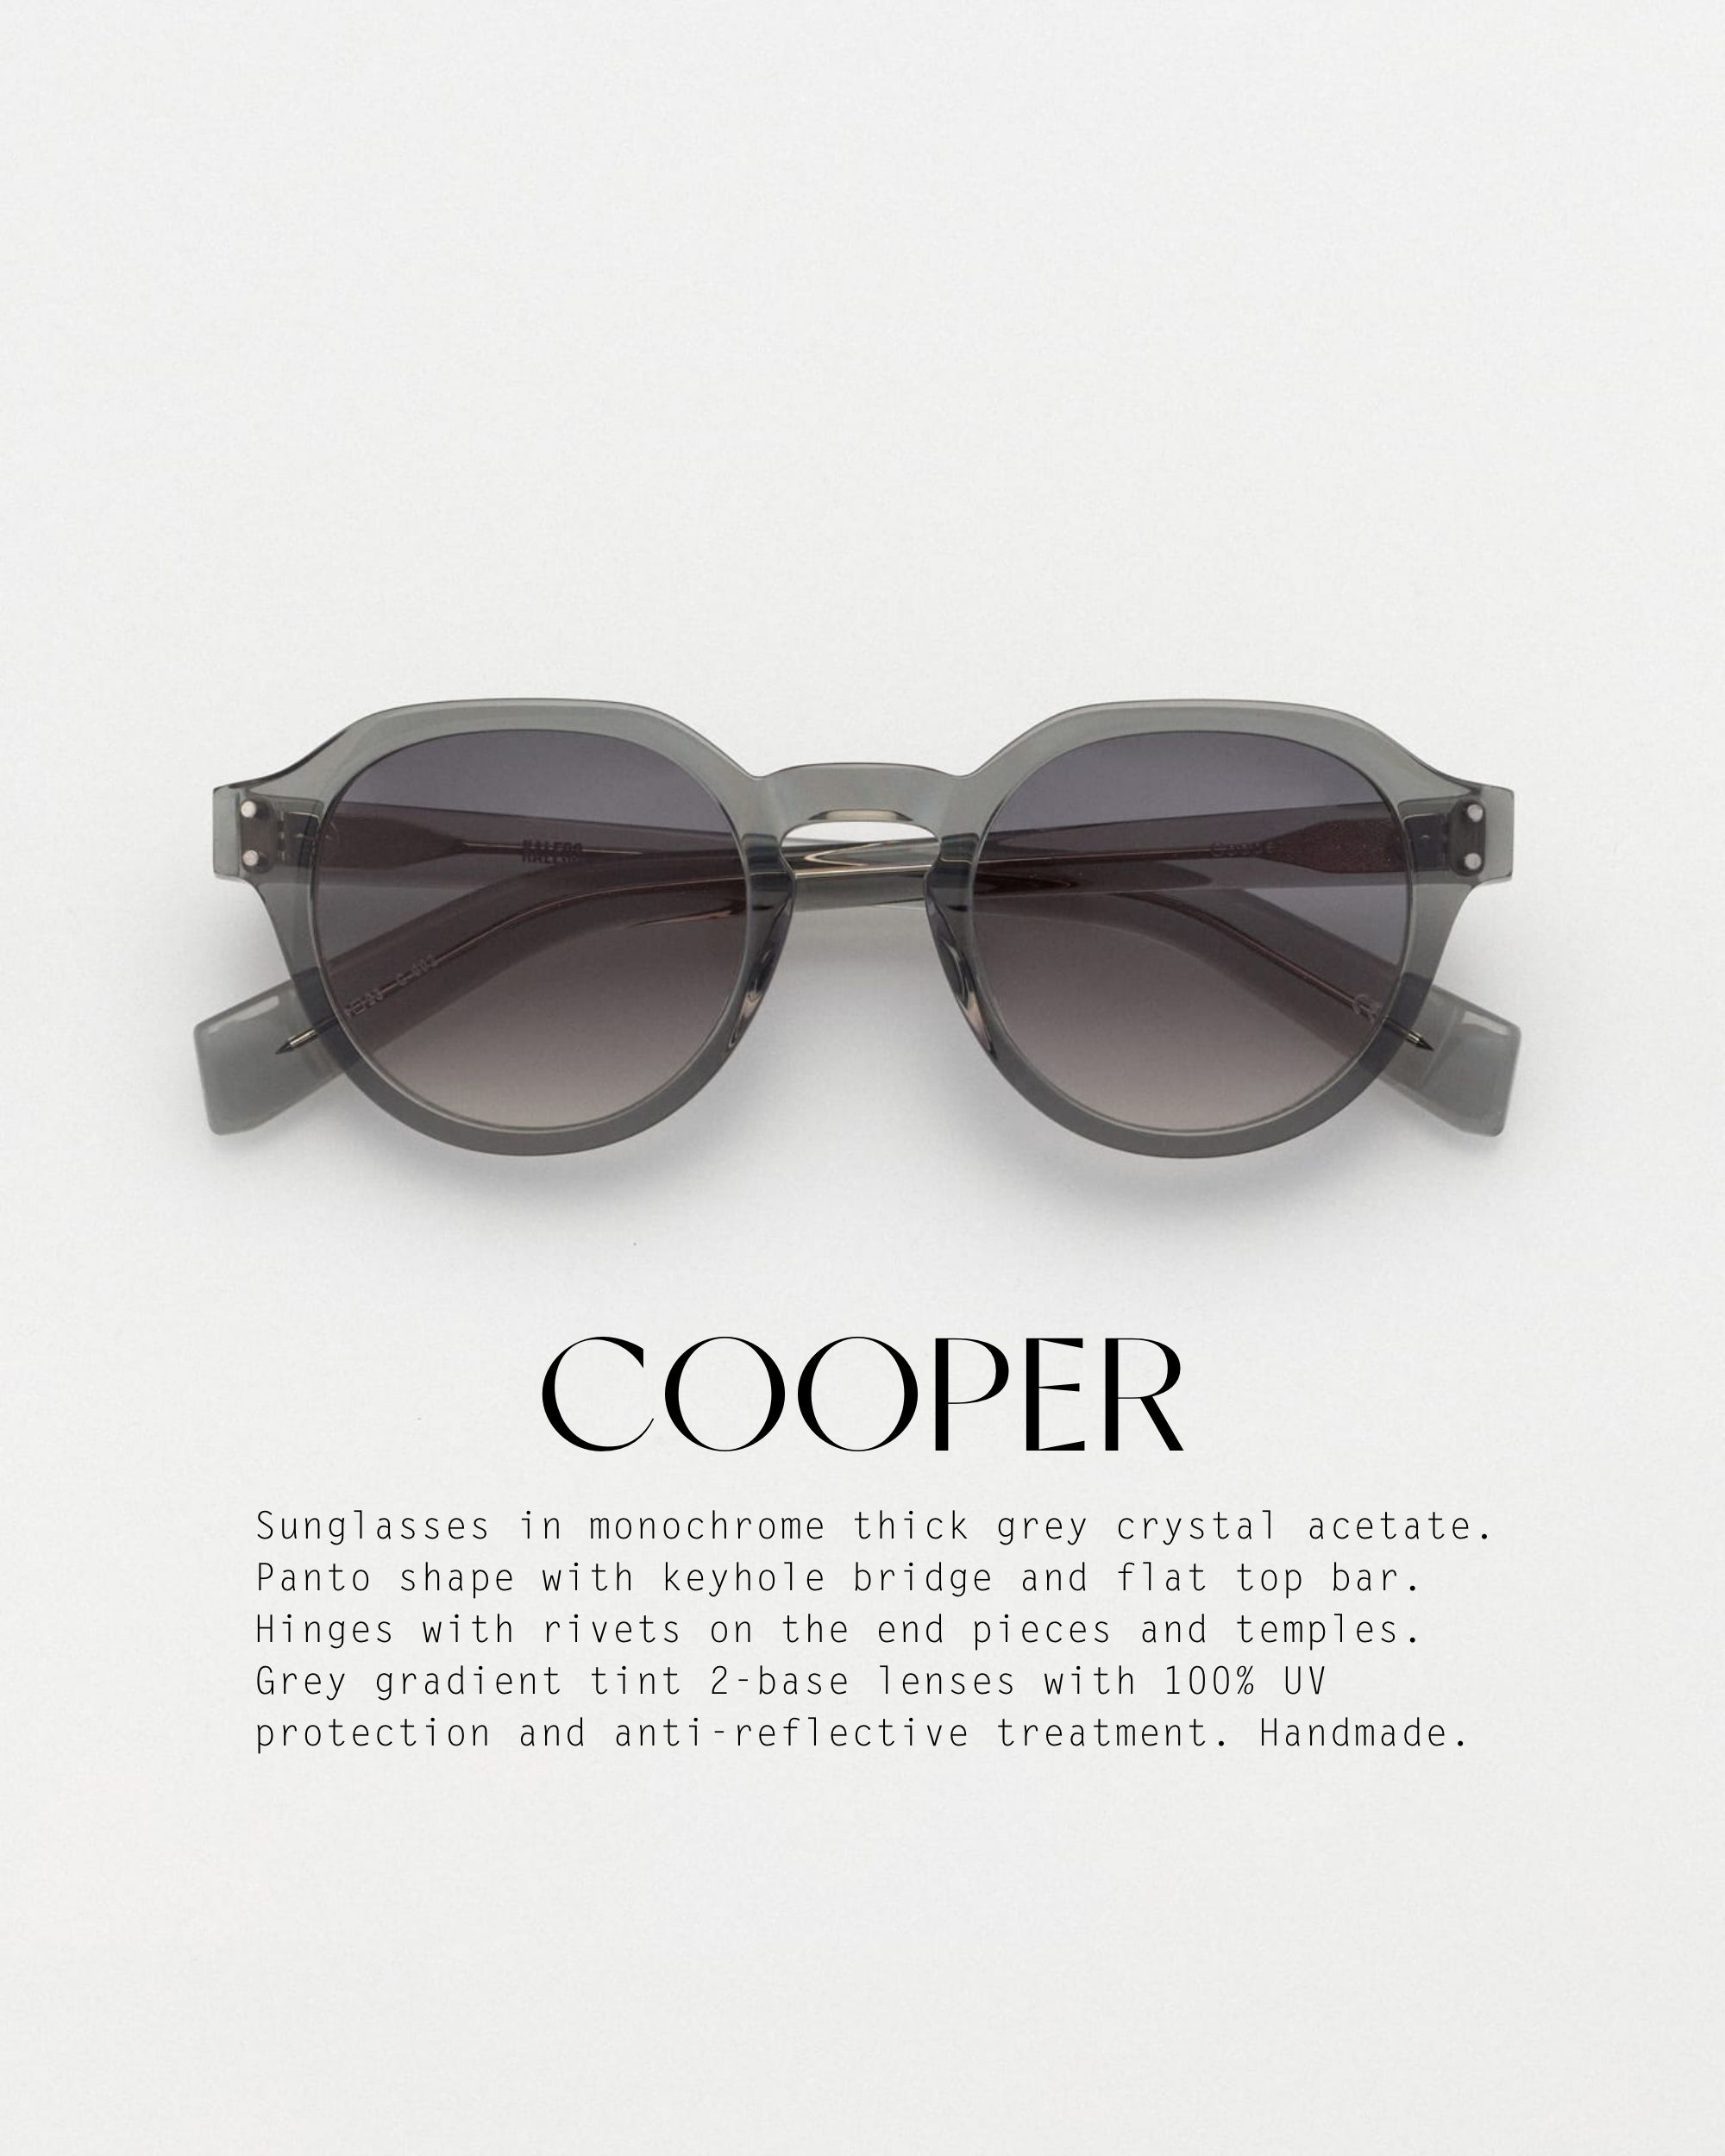 COOPER
Sunglasses in monochrome thick grey crystal acetate.
Panto shape with keyhole bridge and flat top bar.
Hinges with rivets on the end pieces and temples.
Grey gradient tint 2-base lenses with 100% UV
protection and anti-reflective treatment. Handmade.